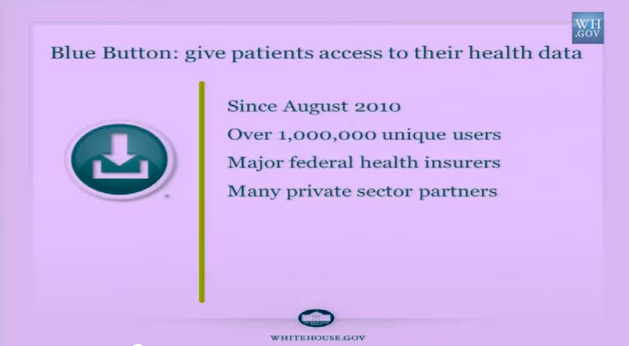 WH
.GOV
Blue Button: give patients access to their health data
Since August 2010
Over 1,000,000 unique users
Major federal health insurers
Many private sector partners
WHITEHOUSE.GOV